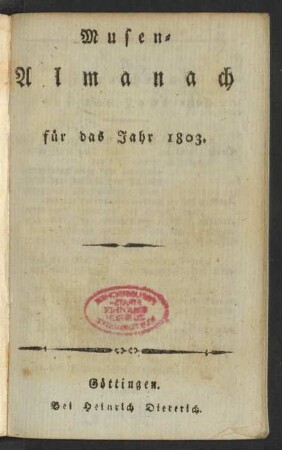 Musen-
Almanach
für das Jahr 1803.
Göttingen.
Bei Heinrich Dieterich.